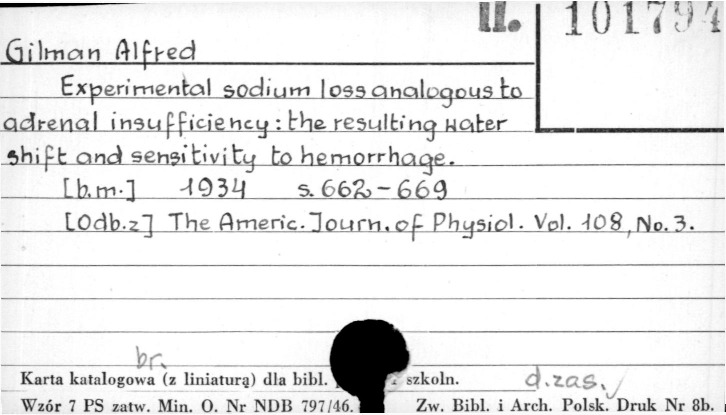 II. 101794
Gilman Alfred
Experimental sodium loss analogous to
adrenal insufficiency: the resulting water
shift and sensitivity to hemorrhage.
[b.m.] 1934 s. 662-669
[Odb.z] The Americ. Journ. of Physiol. Vol. 108, No. 3.
br.
Karta katalogowa (z liniaturą) dla bibl. szkoln.
d.zas.
Wzór 7 PS zatw. Min. O. Nr NDB 797/46. Zw. Bibl. i Arch. Polsk. Druk Nr 8b.